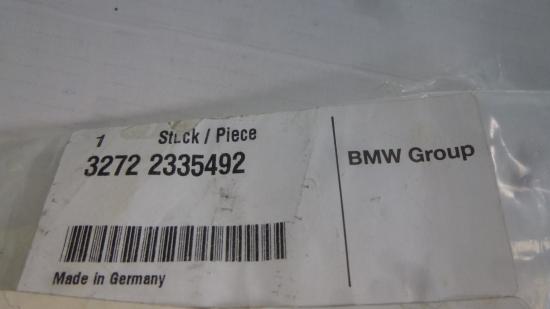 1 Stück / Piece
3272 2335492
BMW Group
Made in Germany